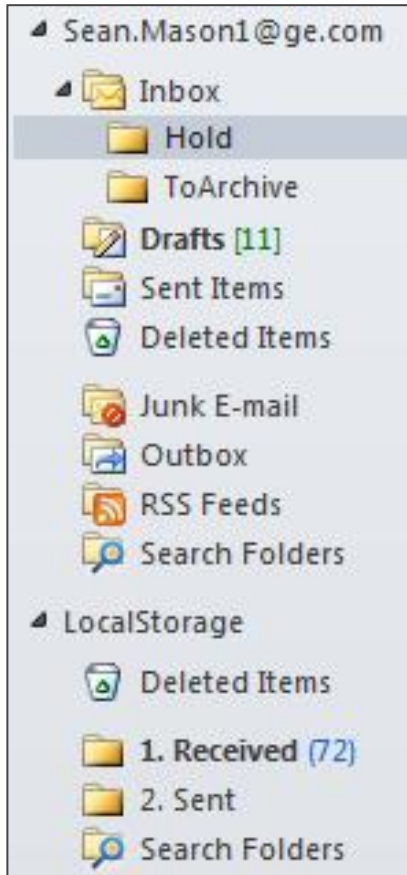 Sean.Mason1@ge.com
Inbox
Hold
ToArchive
Drafts [11]
Sent Items
Deleted Items
Junk E-mail
Outbox
RSS Feeds
Search Folders
LocalStorage
Deleted Items
1. Received (72)
2. Sent
Search Folders